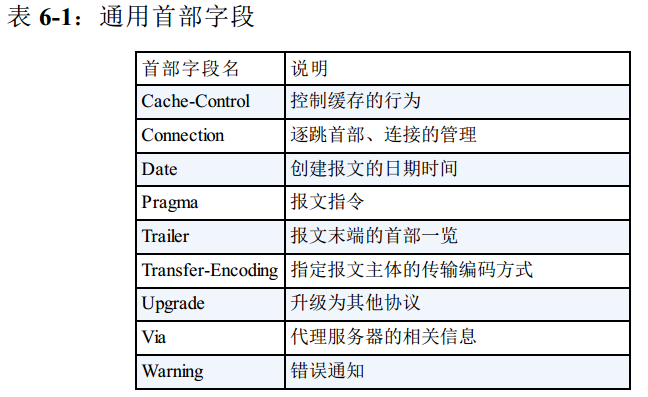 表 6-1：通用首部字段
首部字段名 说明
Cache-Control 控制缓存的行为
Connection 逐跳首部、连接的管理
Date 创建报文的日期时间
Pragma 报文指令
Trailer 报文末端的首部一览
Transfer-Encoding 指定报文主体的传输编码方式
Upgrade 升级为其他协议
Via 代理服务器的相关信息
Warning 错误通知